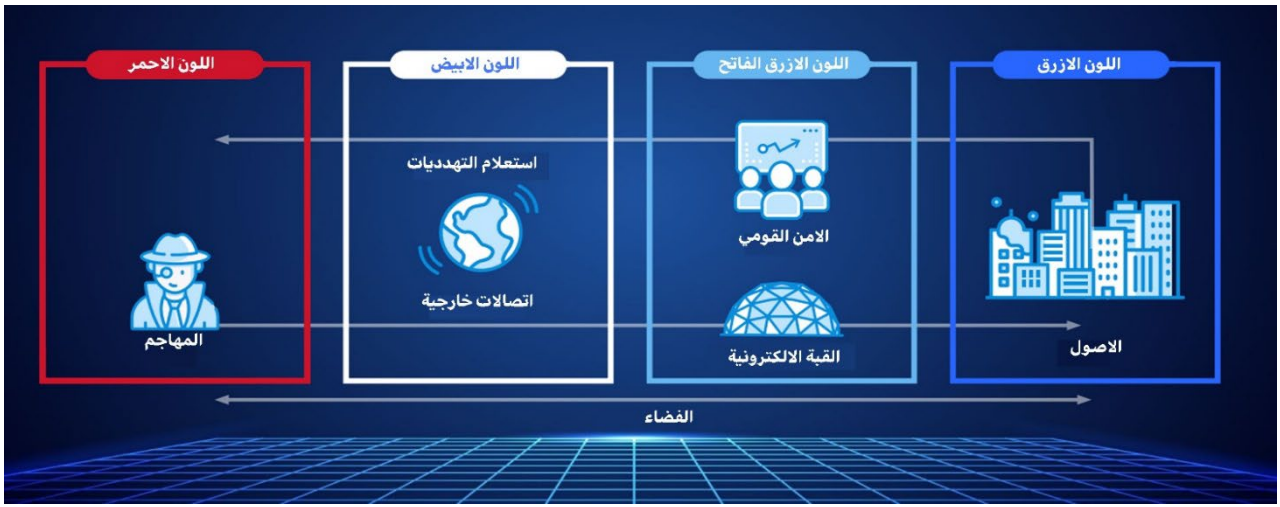 اللون الازرق
اللون الازرق الفاتح
اللون الابيض
اللون الاحمر
الاصول
الامن القومي
القبة الالكترونية
استعلام التهدديات
اتصالات خارجية
المهاجم
الفضاء